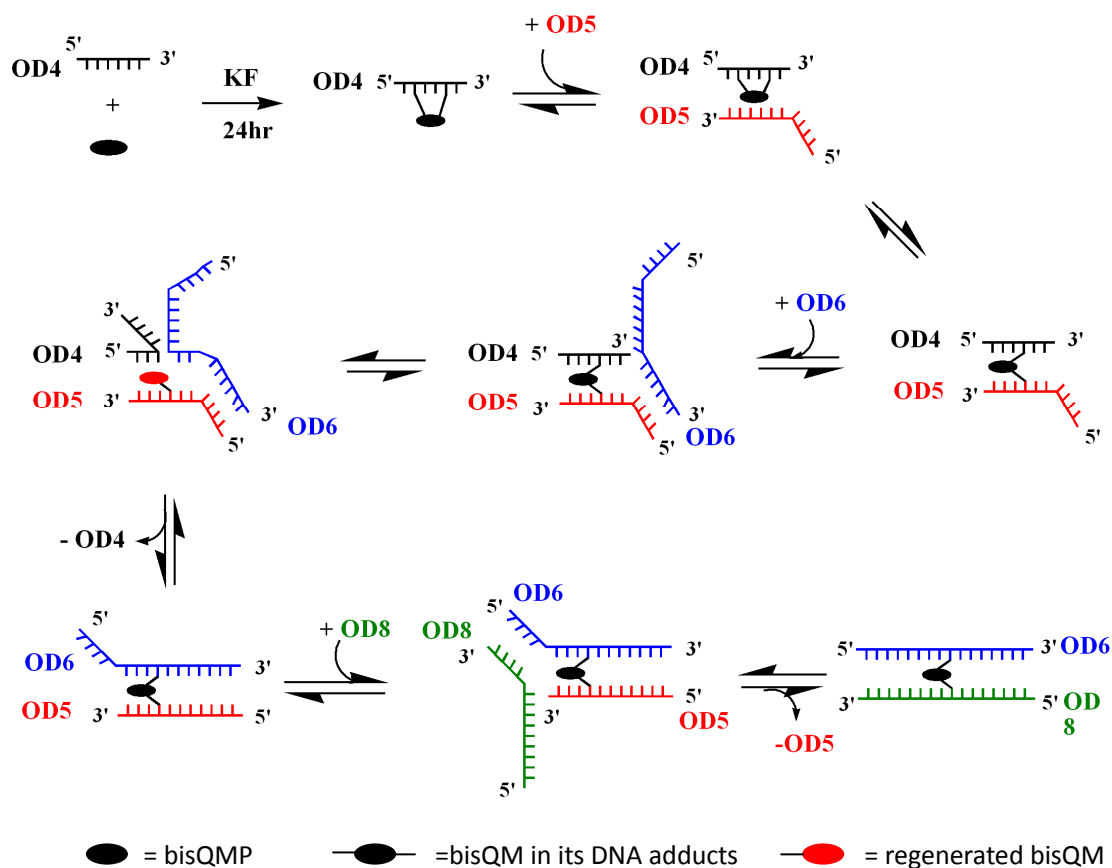 + OD5
5' 3'
OD4
KF
+
24hr
OD4 5' 3'
OD4 5' 3'
OD5 3'
5'
5'
3'
OD4 5'
OD5 3'
3' OD6
5'
5'
OD4 5' 3'
OD5 3'
3'
OD6
5'
+ OD6
OD4
5' 3'
OD5 3'
5'
- OD4
5'
OD6 3'
OD5 3' 5'
+ OD8
OD6
5'
OD8
3'
3'
3' 5'
OD5
5'
-OD5
5' 3' OD6
3' 5' OD
8
= bisQMP =bisQM in its DNA adducts = regenerated bisQM